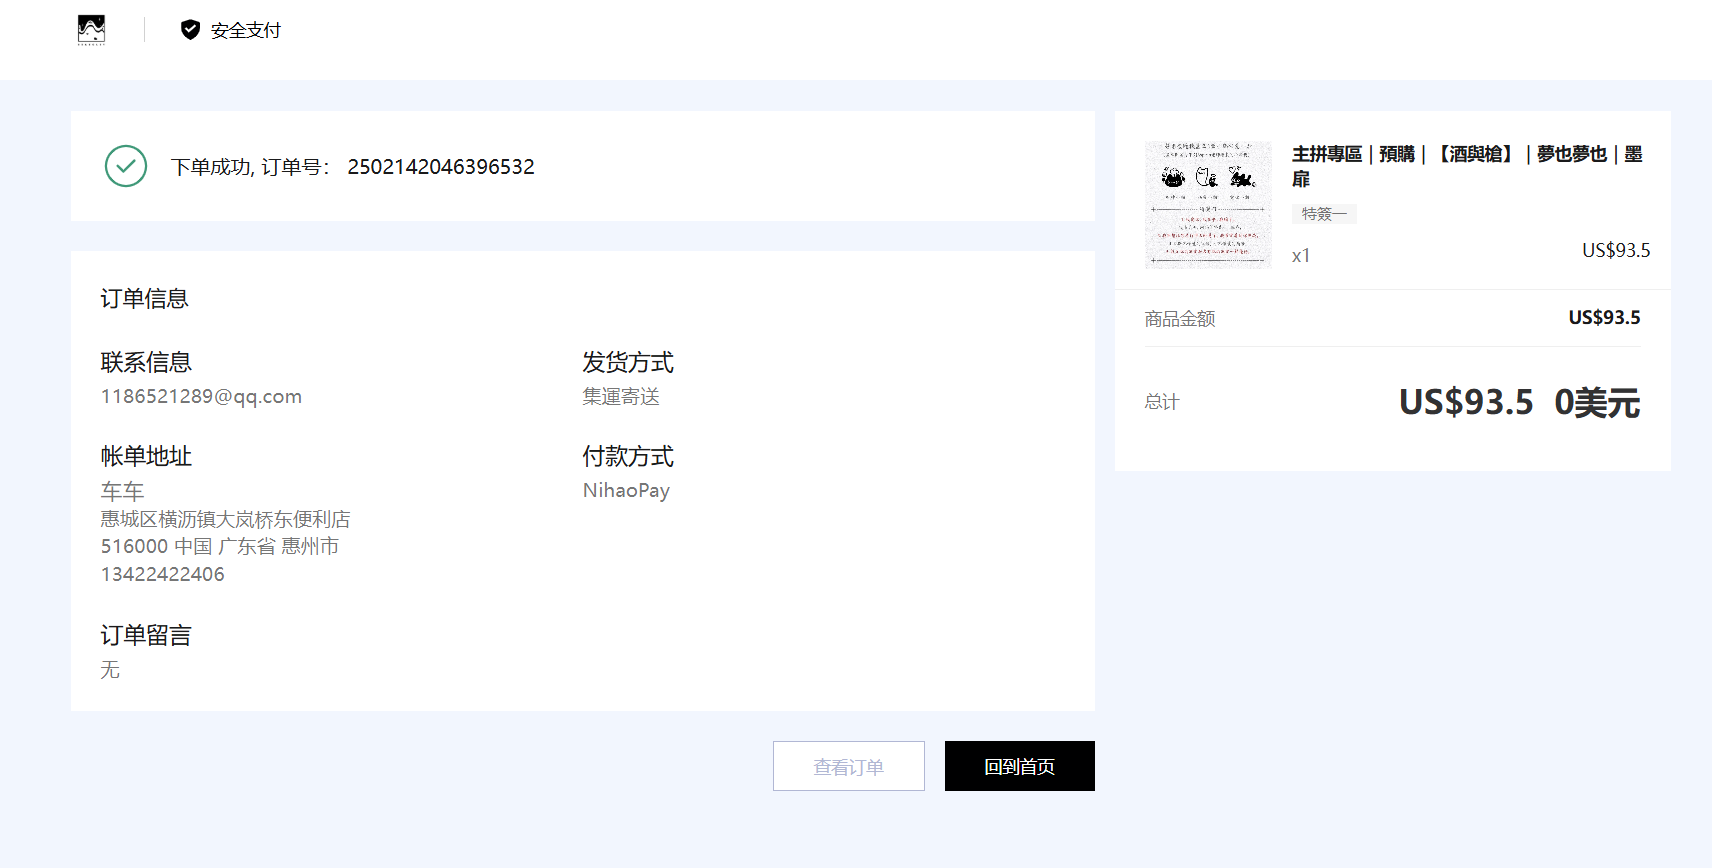 安全支付
下单成功, 订单号： 2502142046396532
订单信息
联系信息
1186521289@qq.com
发货方式
集運寄送
帐单地址
车车
惠城区横沥镇大岚桥东便利店
516000 中国 广东省 惠州市
13422422406
付款方式
NihaoPay
订单留言
无
查看订单
回到首页
主拼專區｜預購｜【酒與槍】｜夢也夢也｜墨
扉
特簽一
x1
US$93.5
商品金额
US$93.5
总计
US$93.5 0美元